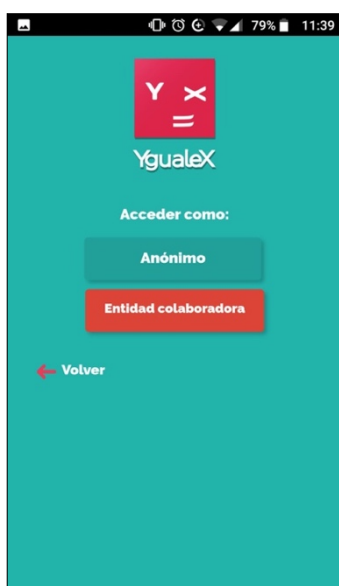 79% 11:39
Y X
=
YgualeX
Acceder como:
Anónimo
Entidad colaboradora
← Volver